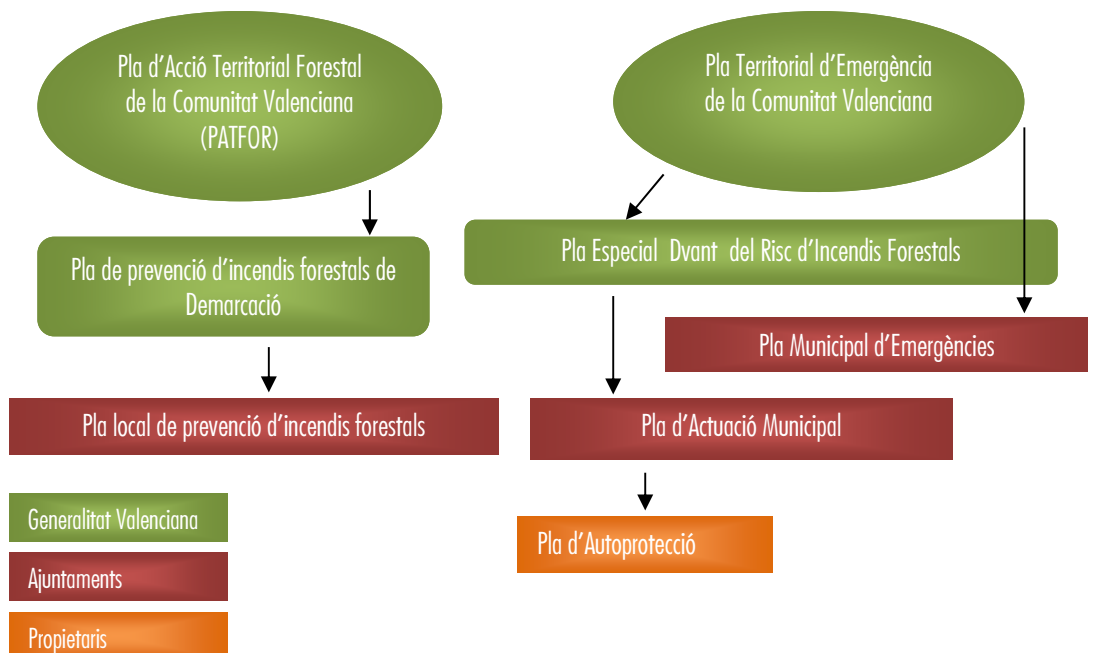 Pla d'Acció Territorial Forestal
de la Comunitat Valenciana
(PATFOR)
Pla Territorial d'Emergència
de la Comunitat Valenciana
Pla de prevenció d'incendis forestals de
Demarcació
Pla Especial Dvant del Risc d'Incendis Forestals
Pla Municipal d'Emergències
Pla local de prevenció d'incendis forestals
Pla d'Actuació Municipal
Pla d'Autoprotecció
Generalitat Valenciana
Ajuntaments
Propietaris